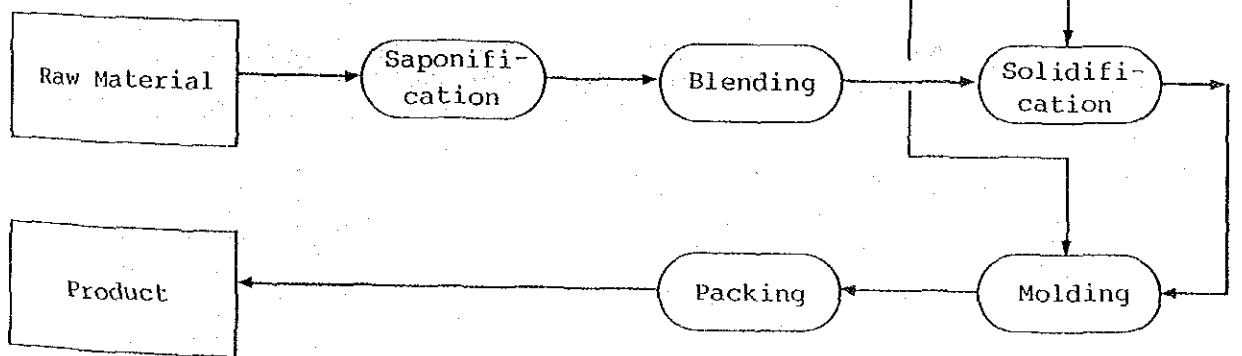 Raw Material
Saponifi-
cation
Blending
Solidifi-
cation
Product
Packing
Molding